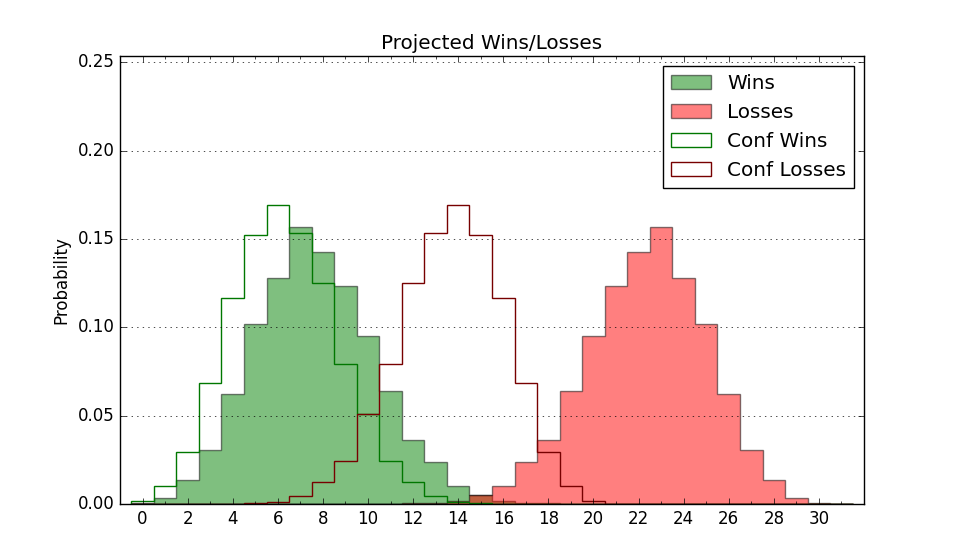 Projected Wins/Losses
0.25
0.20
0.15
0.10
0.05
0.00
Probability
Wins
Losses
Conf Wins
Conf Losses
0 2 4 6 8 10 12 14 16 18 20 22 24 26 28 30